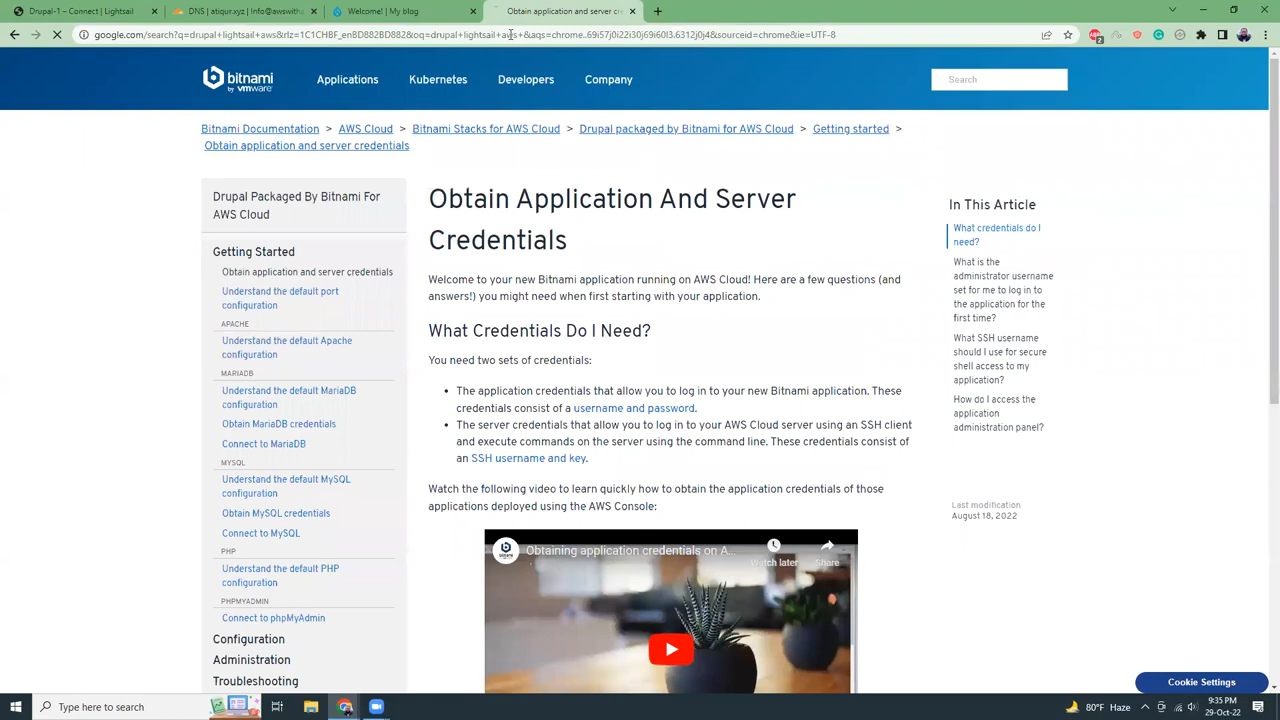 Drupal-1 – Connect | Lightsail
DNS | Namespace | Lightsail
Welcome | My blog
Obtain application and server cre
google.com/search?q=drupal+lightsail+aws&rlz=1C1CHBF_enBD882BD882&oq=drupal+lightsail+aws+&aqs=chrome..69i57j0i22i30j69i60l3.6312j0j4&sourceid=chrome&ie=UTF-8
bitnami
by vmware
Applications
Kubernetes
Developers
Company
Search
Bitnami Documentation > AWS Cloud > Bitnami Stacks for AWS Cloud > Drupal packaged by Bitnami for AWS Cloud > Getting started >
Obtain application and server credentials
Drupal Packaged By Bitnami For
AWS Cloud
Getting Started
Obtain application and server credentials
Understand the default port
configuration
APACHE
Understand the default Apache
configuration
MARIADB
Understand the default MariaDB
configuration
Obtain MariaDB credentials
Connect to MariaDB
MYSQL
Understand the default MySQL
configuration
Obtain MySQL credentials
Connect to MySQL
PHP
Understand the default PHP
configuration
PHPMYADMIN
Connect to phpMyAdmin
Configuration
Administration
Troubleshooting
Obtain Application And Server
Credentials
Welcome to your new Bitnami application running on AWS Cloud! Here are a few questions (and
answers!) you might need when first starting with your application.
What Credentials Do I Need?
You need two sets of credentials:
• The application credentials that allow you to log in to your new Bitnami application. These
credentials consist of a username and password.
• The server credentials that allow you to log in to your AWS Cloud server using an SSH client
and execute commands on the server using the command line. These credentials consist of
an SSH username and key.
Watch the following video to learn quickly how to obtain the application credentials of those
applications deployed using the AWS Console:
Obtaining application credentials on A...
Watch later
Share
In This Article
What credentials do I
need?
What is the
administrator username
set for me to log in to
the application for the
first time?
What SSH username
should I use for secure
shell access to my
application?
How do I access the
application
administration panel?
Last modification
August 18, 2022
Cookie Settings
Type here to search
80°F Haze
9:35 PM
29-Oct-22